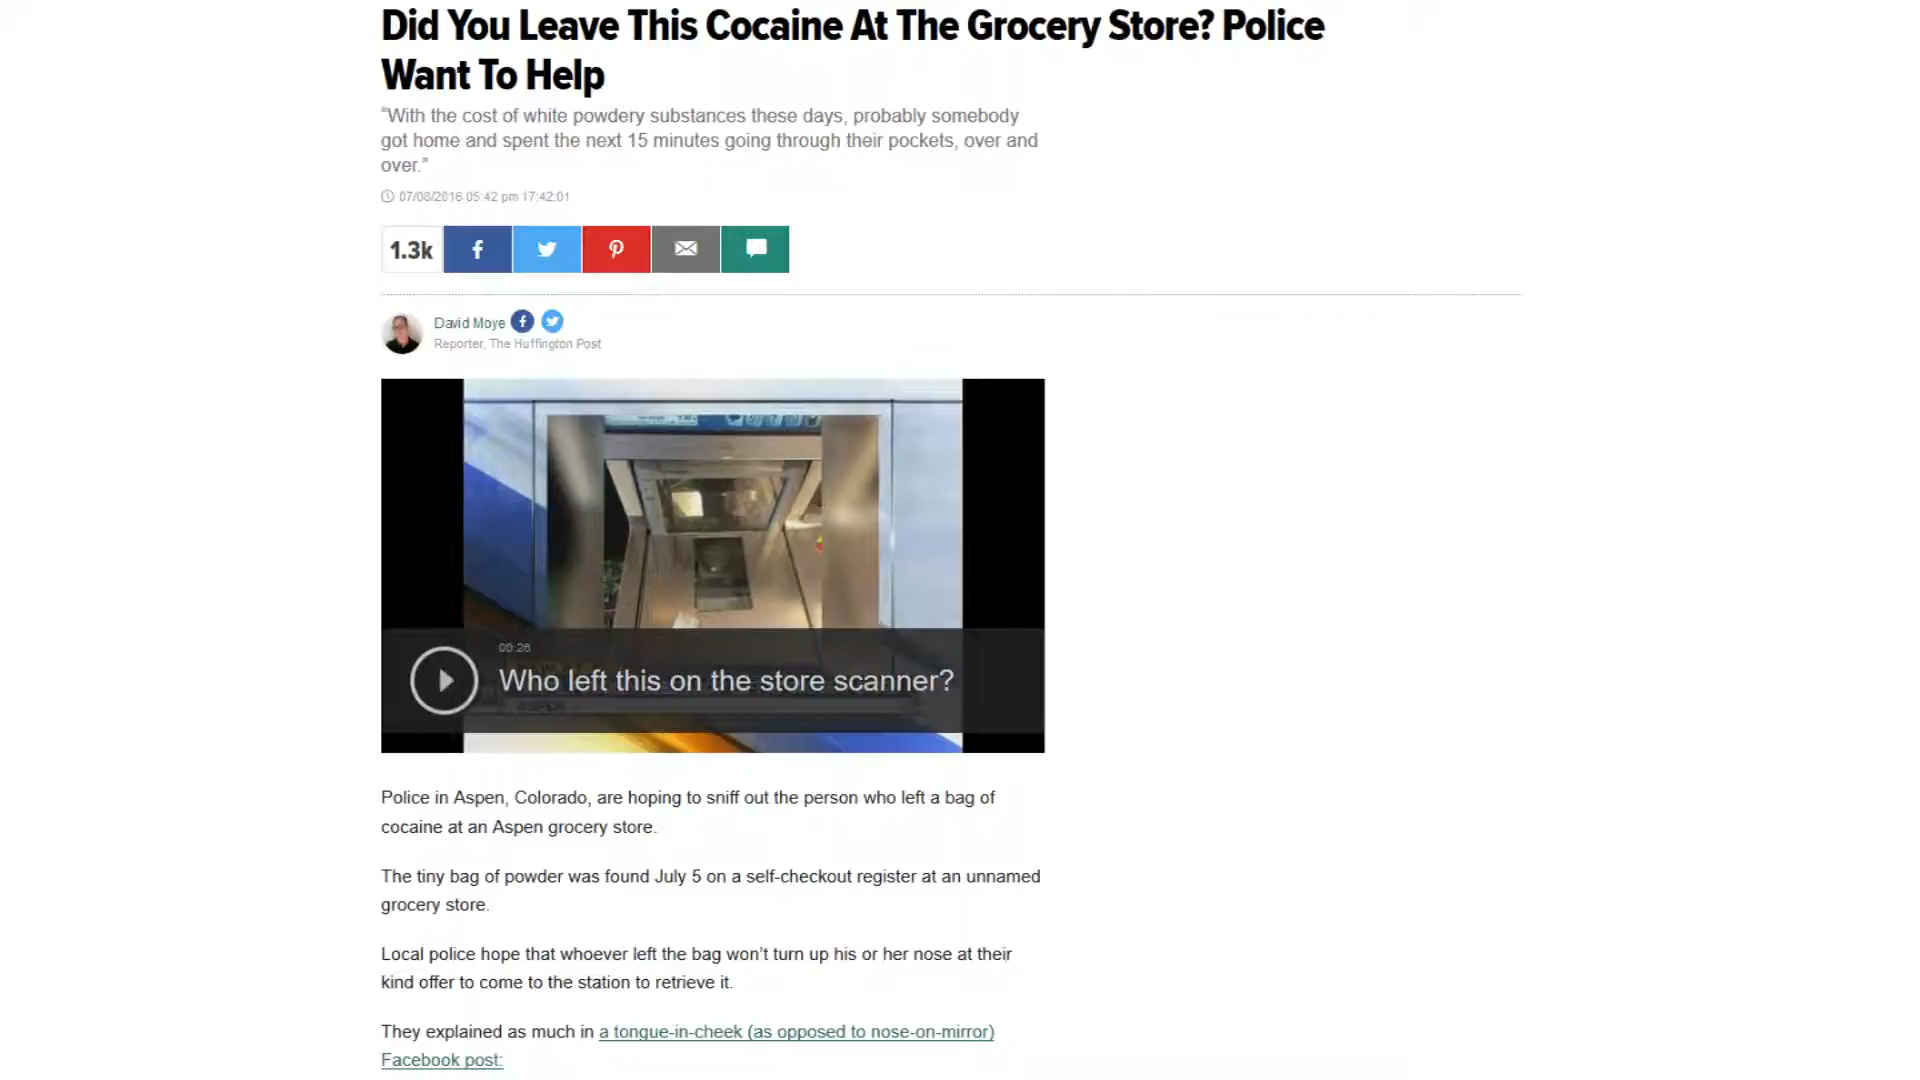 Did You Leave This Cocaine At The Grocery Store? Police
Want To Help
"With the cost of white powdery substances these days, probably somebody
got home and spent the next 15 minutes going through their pockets, over and
over."
07/08/2016 05:42 pm 17:42:01
1.3k
David Moye
Reporter, The Huffington Post
00:26
Who left this on the store scanner?
Police in Aspen, Colorado, are hoping to sniff out the person who left a bag of
cocaine at an Aspen grocery store.
The tiny bag of powder was found July 5 on a self-checkout register at an unnamed
grocery store.
Local police hope that whoever left the bag won’t turn up his or her nose at their
kind offer to come to the station to retrieve it.
They explained as much in a tongue-in-cheek (as opposed to nose-on-mirror)
Facebook post: